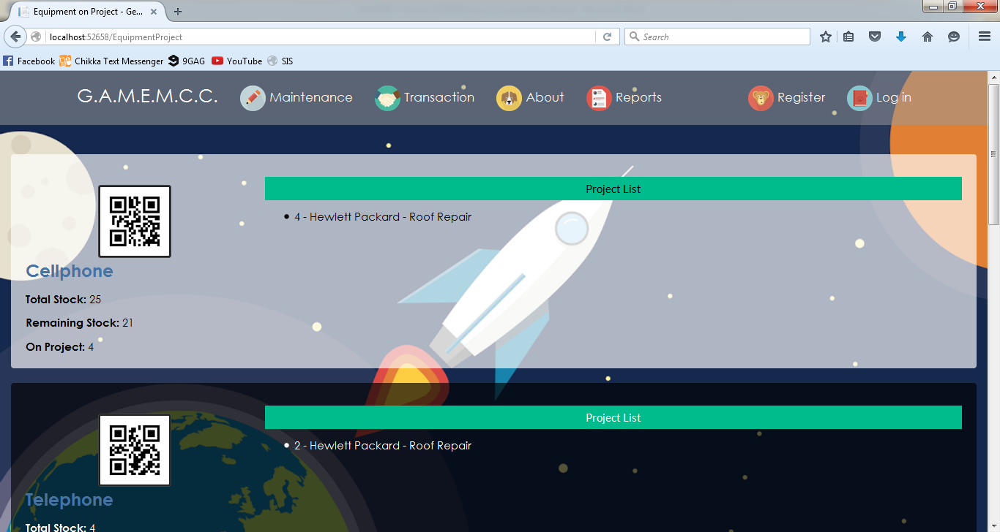 Equipment on Project - Ge...
localhost:52658/EquipmentProject
Search
Facebook Chikka Text Messenger 9GAG YouTube SIS
G.A.M.E.M.C.C. Maintenance Transaction About Reports Register Log in
Project List
4 - Hewlett Packard - Roof Repair
Cellphone
Total Stock: 25
Remaining Stock: 21
On Project: 4
Project List
2 - Hewlett Packard - Roof Repair
Telephone
Total Stock: 4